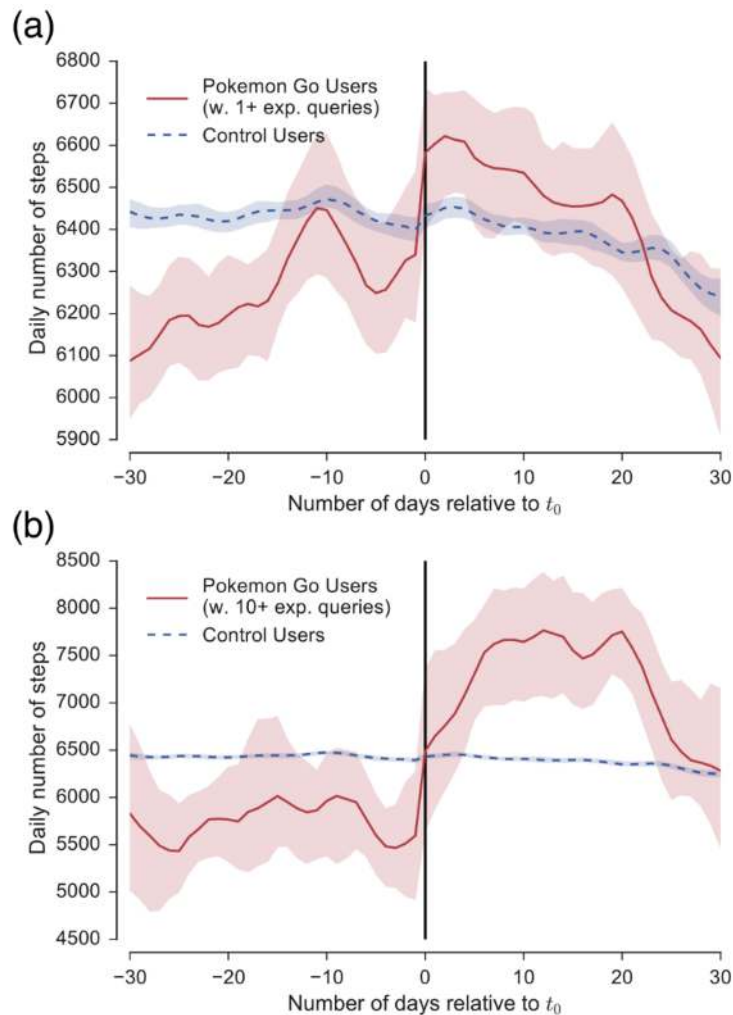 (a)
6800
6700
6600
6500
6400
6300
6200
6100
6000
5900
Daily number of steps
Pokemon Go Users
(w. 1+ exp. queries)
Control Users
−30 −20 −10 0 10 20 30
Number of days relative to t₀
(b)
8500
8000
7500
7000
6500
6000
5500
5000
4500
Daily number of steps
Pokemon Go Users
(w. 10+ exp. queries)
Control Users
−30 −20 −10 0 10 20 30
Number of days relative to t₀